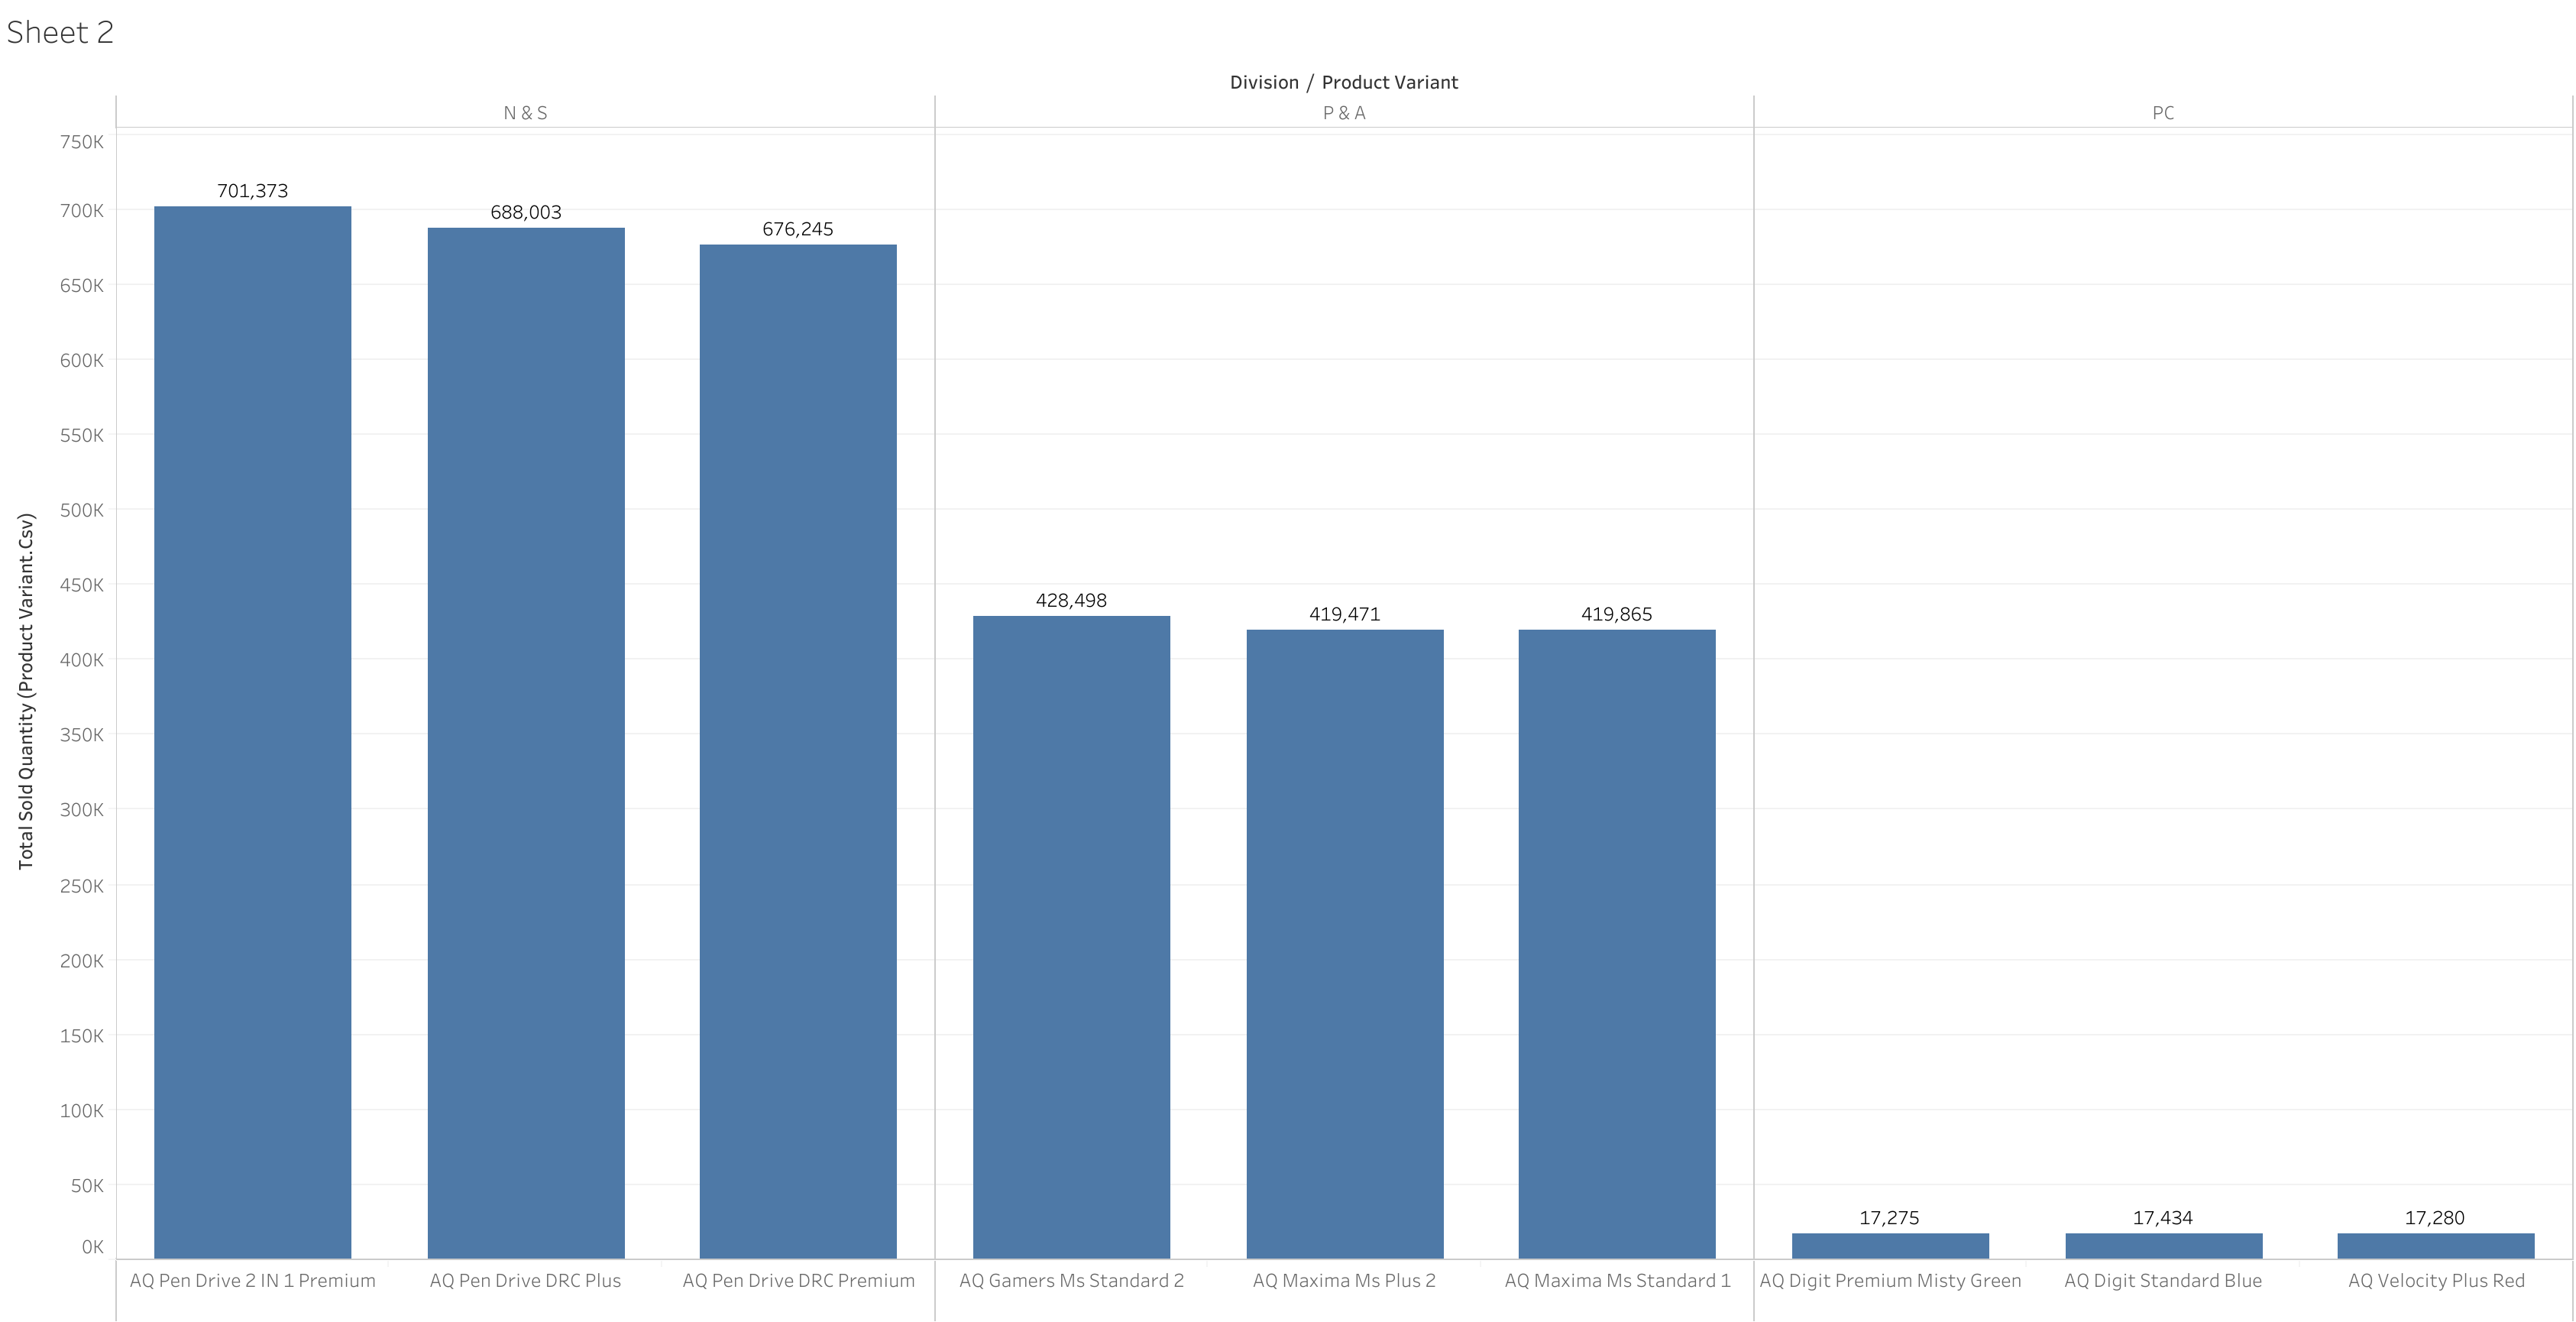 Sheet 2
Division / Product Variant
N & S
P & A
PC
Total Sold Quantity (Product Variant.Csv)
750K
700K
650K
600K
550K
500K
450K
400K
350K
300K
250K
200K
150K
100K
50K
0K
701,373
688,003
676,245
428,498
419,471
419,865
17,275
17,434
17,280
AQ Pen Drive 2 IN 1 Premium
AQ Pen Drive DRC Plus
AQ Pen Drive DRC Premium
AQ Gamers Ms Standard 2
AQ Maxima Ms Plus 2
AQ Maxima Ms Standard 1
AQ Digit Premium Misty Green
AQ Digit Standard Blue
AQ Velocity Plus Red